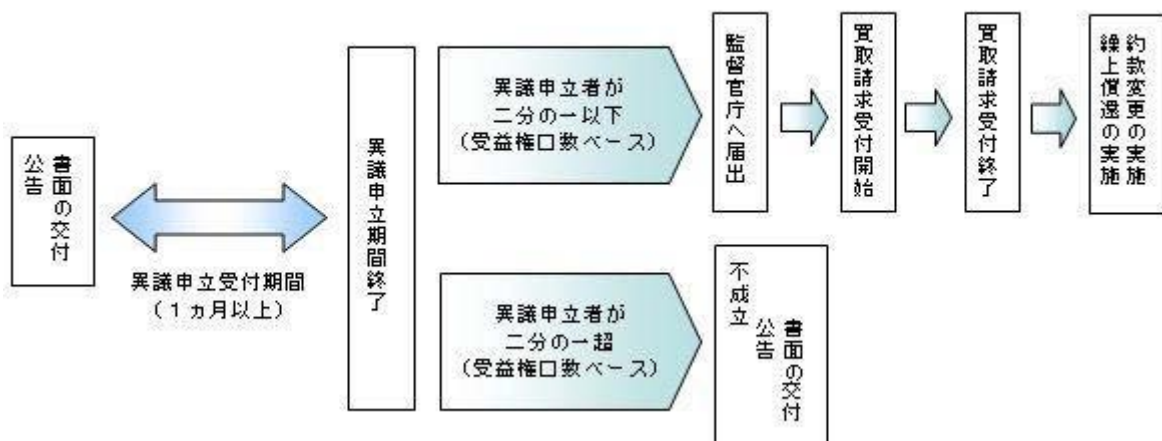 書面の交付
公告
異議申立受付期間
（１カ月以上）
異議申立期間終了
異議申立者が
二分の一以下
（受益権口数ベース）
監督官庁へ届出
買取請求受付開始
買取請求受付終了
約款変更の実施
繰上償還の実施
異議申立者が
二分の一超
（受益権口数ベース）
不成立
書面の交付
公告